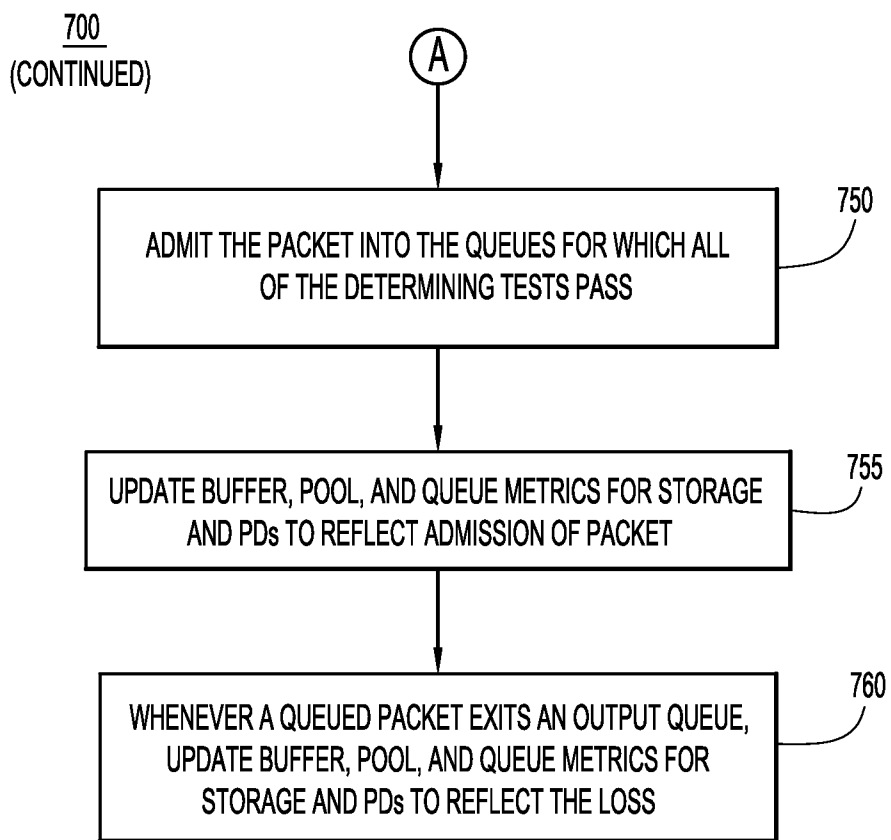 700
(CONTINUED)
A
750
ADMIT THE PACKET INTO THE QUEUES FOR WHICH ALL
OF THE DETERMINING TESTS PASS
755
UPDATE BUFFER, POOL, AND QUEUE METRICS FOR STORAGE
AND PDs TO REFLECT ADMISSION OF PACKET
760
WHENEVER A QUEUED PACKET EXITS AN OUTPUT QUEUE,
UPDATE BUFFER, POOL, AND QUEUE METRICS FOR
STORAGE AND PDs TO REFLECT THE LOSS